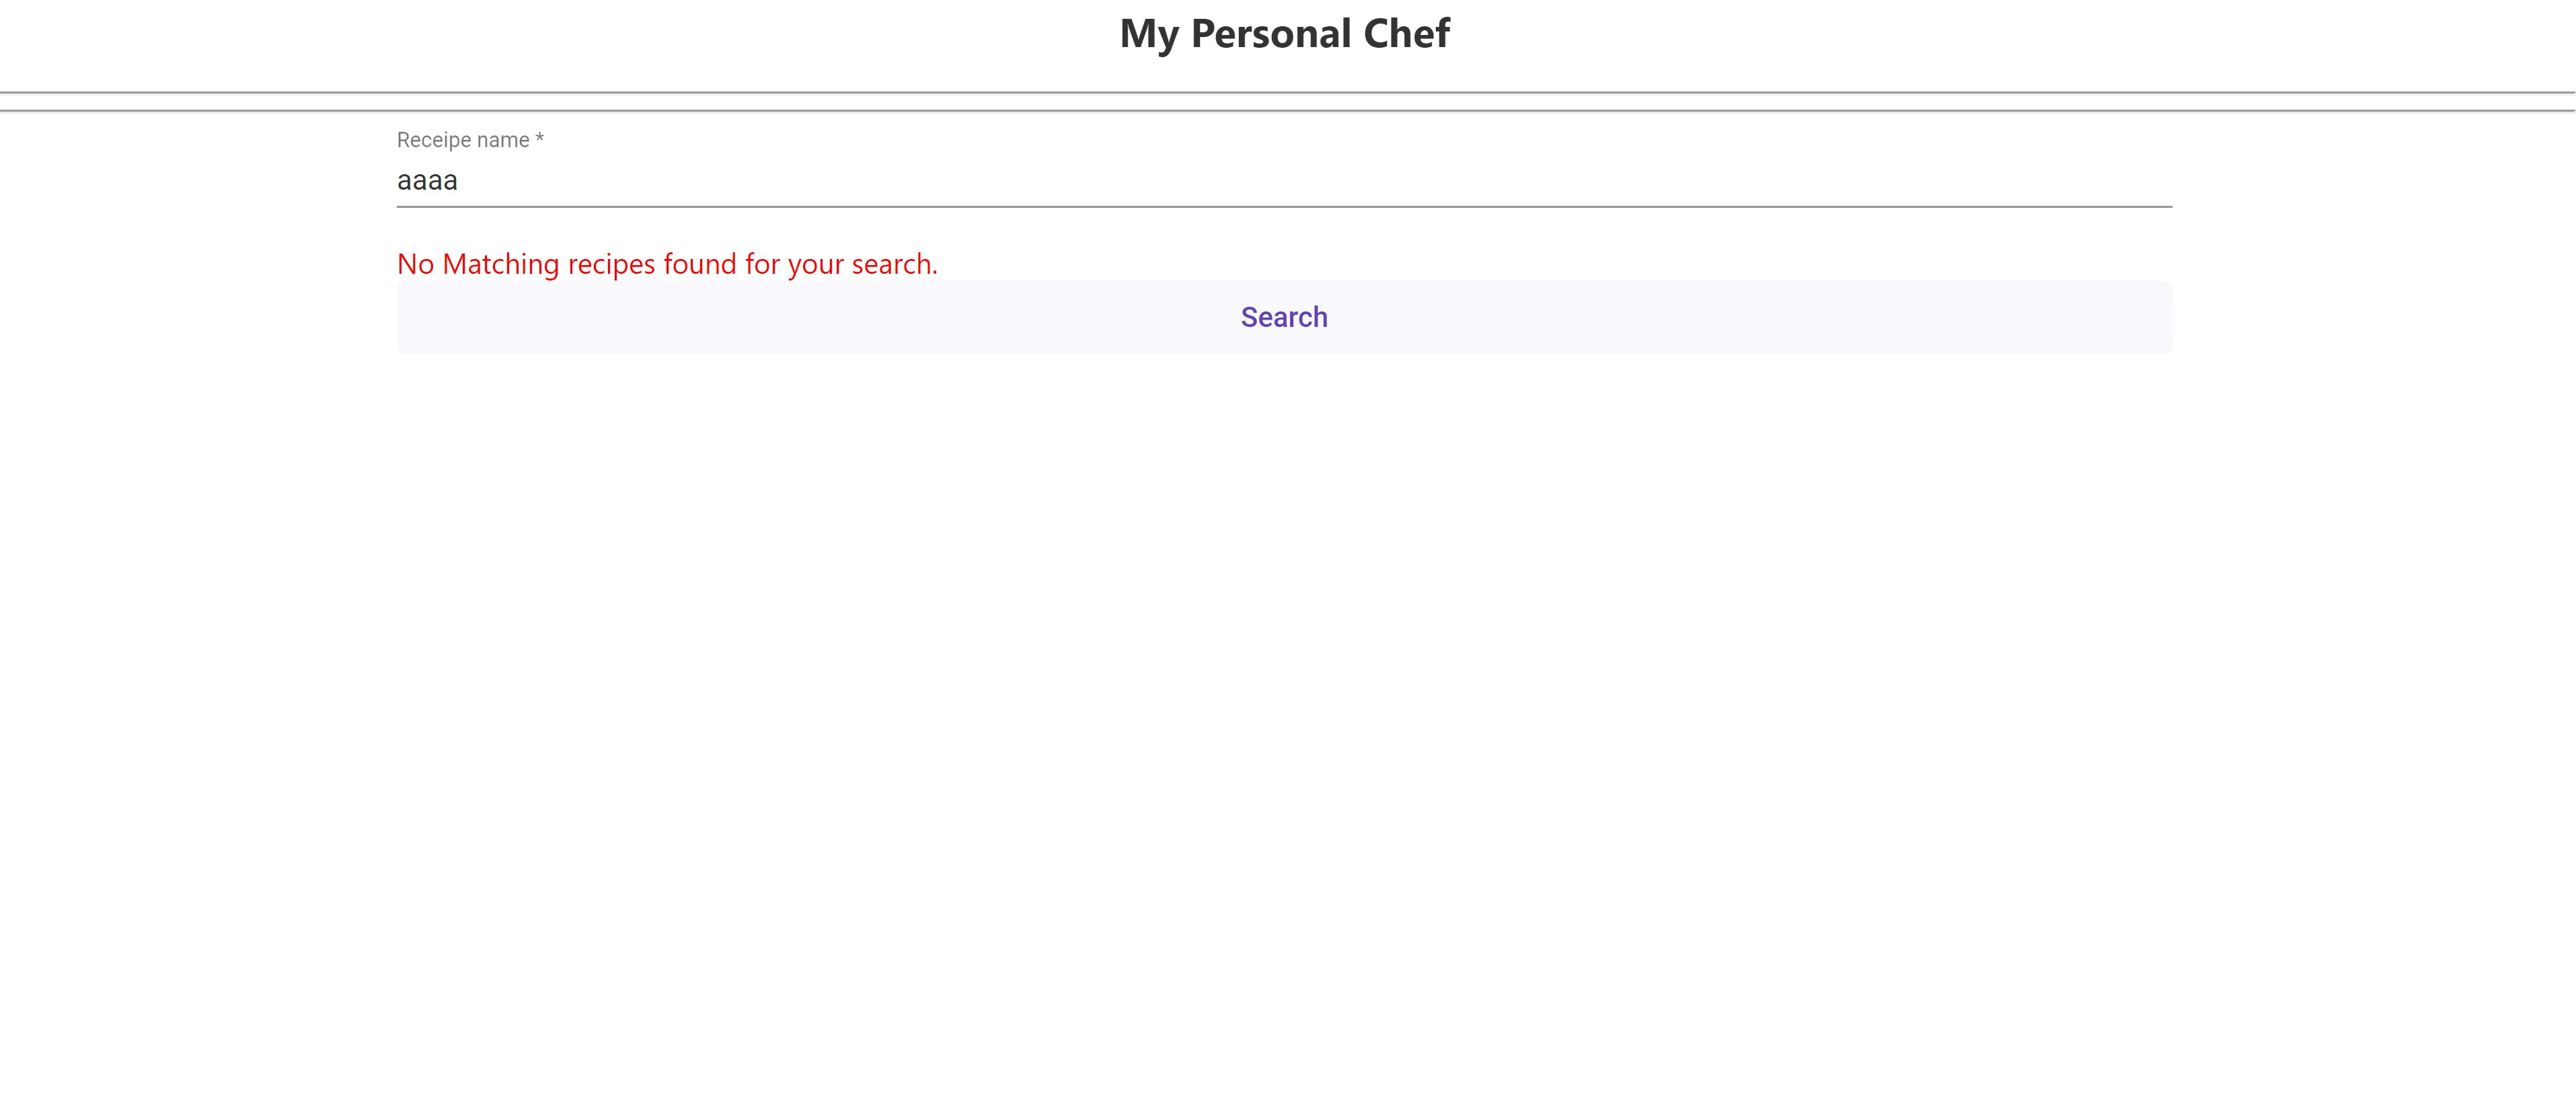 My Personal Chef
Receipe name *
aaaa
No Matching recipes found for your search.
Search